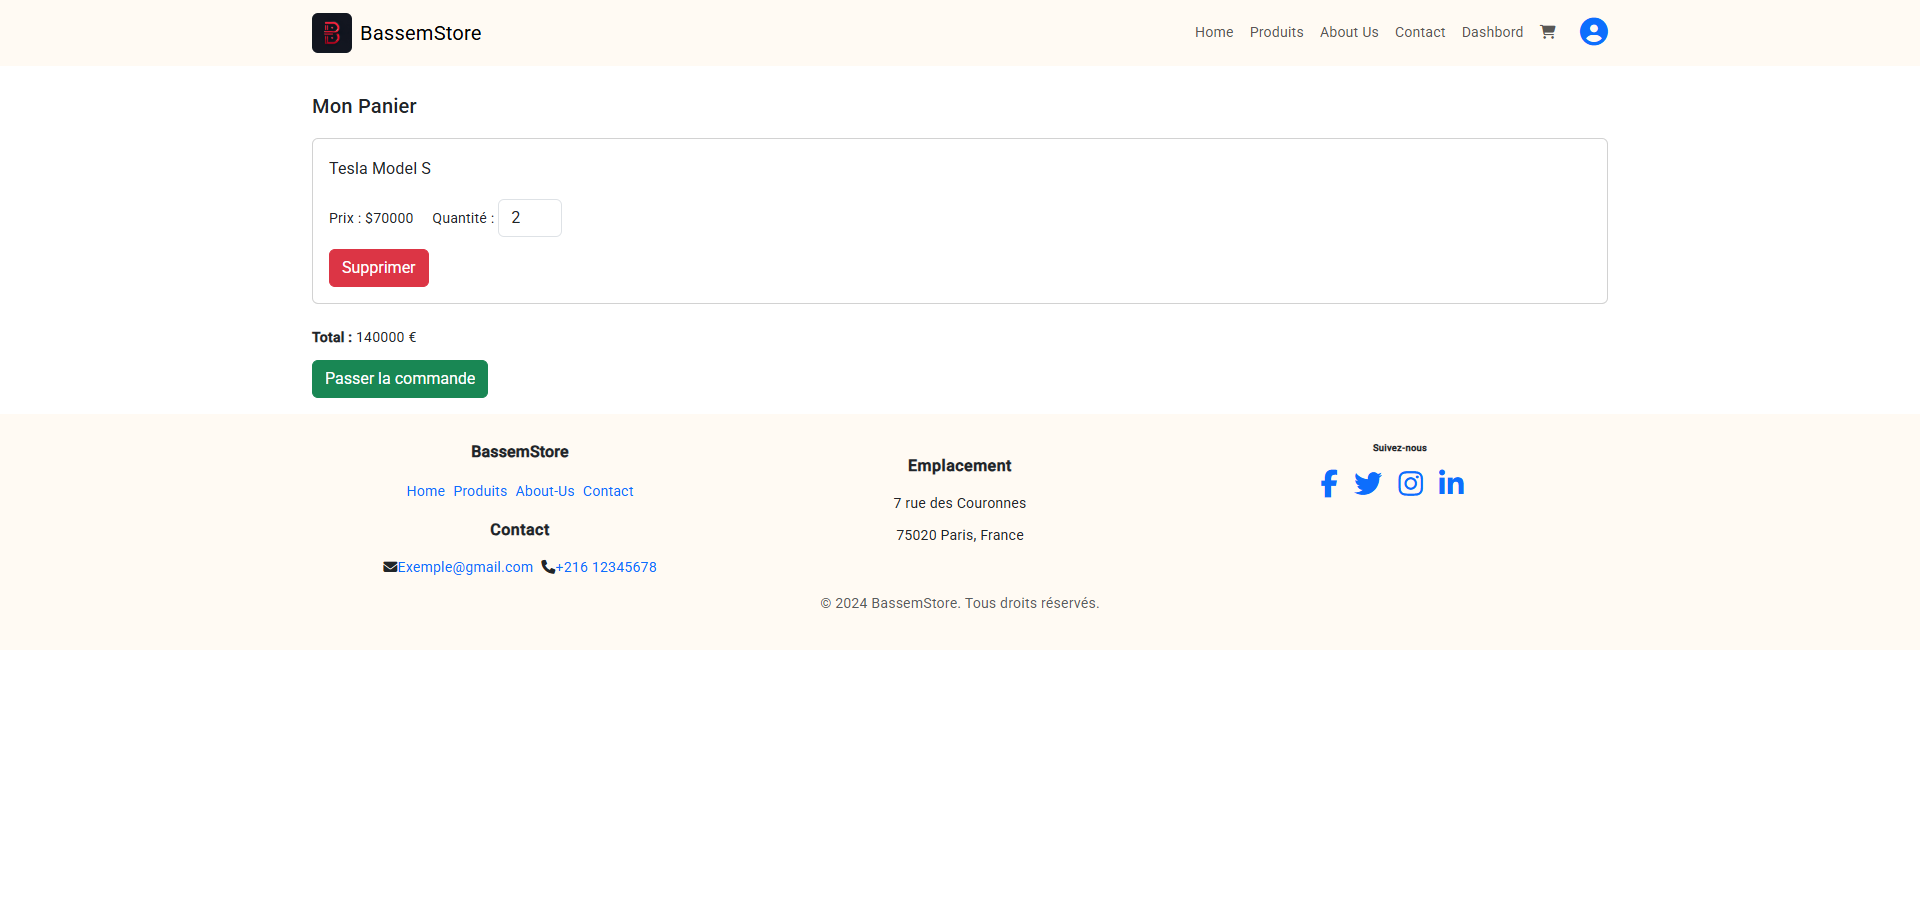 BassemStore
Home Produits About Us Contact Dashbord
Mon Panier
Tesla Model S
Prix : $70000 Quantité : 2
Supprimer
Total : 140000 €
Passer la commande
BassemStore
Home Produits About-Us Contact
Contact
Exemple@gmail.com +216 12345678
Emplacement
7 rue des Couronnes
75020 Paris, France
Suivez-nous
© 2024 BassemStore. Tous droits réservés.